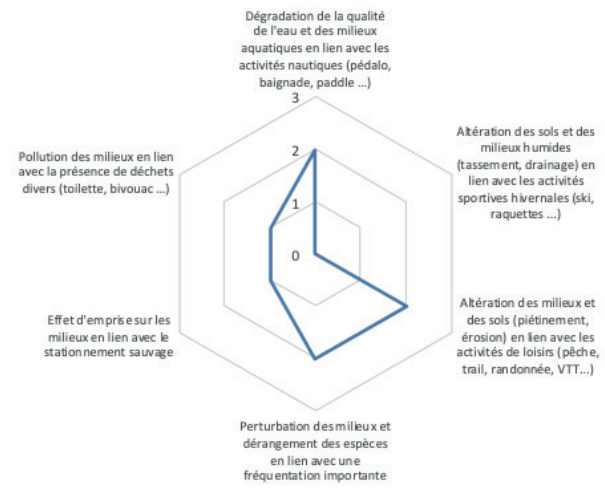 Dégradation de la qualité
de l'eau et des milieux
aquatiques en lien avec les
activités nautiques (pédalo,
baignade, paddle ...)
3
2
1
0
Altération des sols et des
milieux humides
(tassement, drainage) en
lien avec les activités
sportives hivernales (ski,
raquettes ...)
Altération des milieux et
des sols (piétinement,
érosion) en lien avec les
activités de loisirs (pêche,
trail, randonnée, VTT...)
Perturbation des milieux et
dérangement des espèces
en lien avec une
fréquentation importante
Effet d'emprise sur les
milieux en lien avec le
stationnement sauvage
Pollution des milieux en lien
avec la présence de déchets
divers (toilette, bivouac ...)